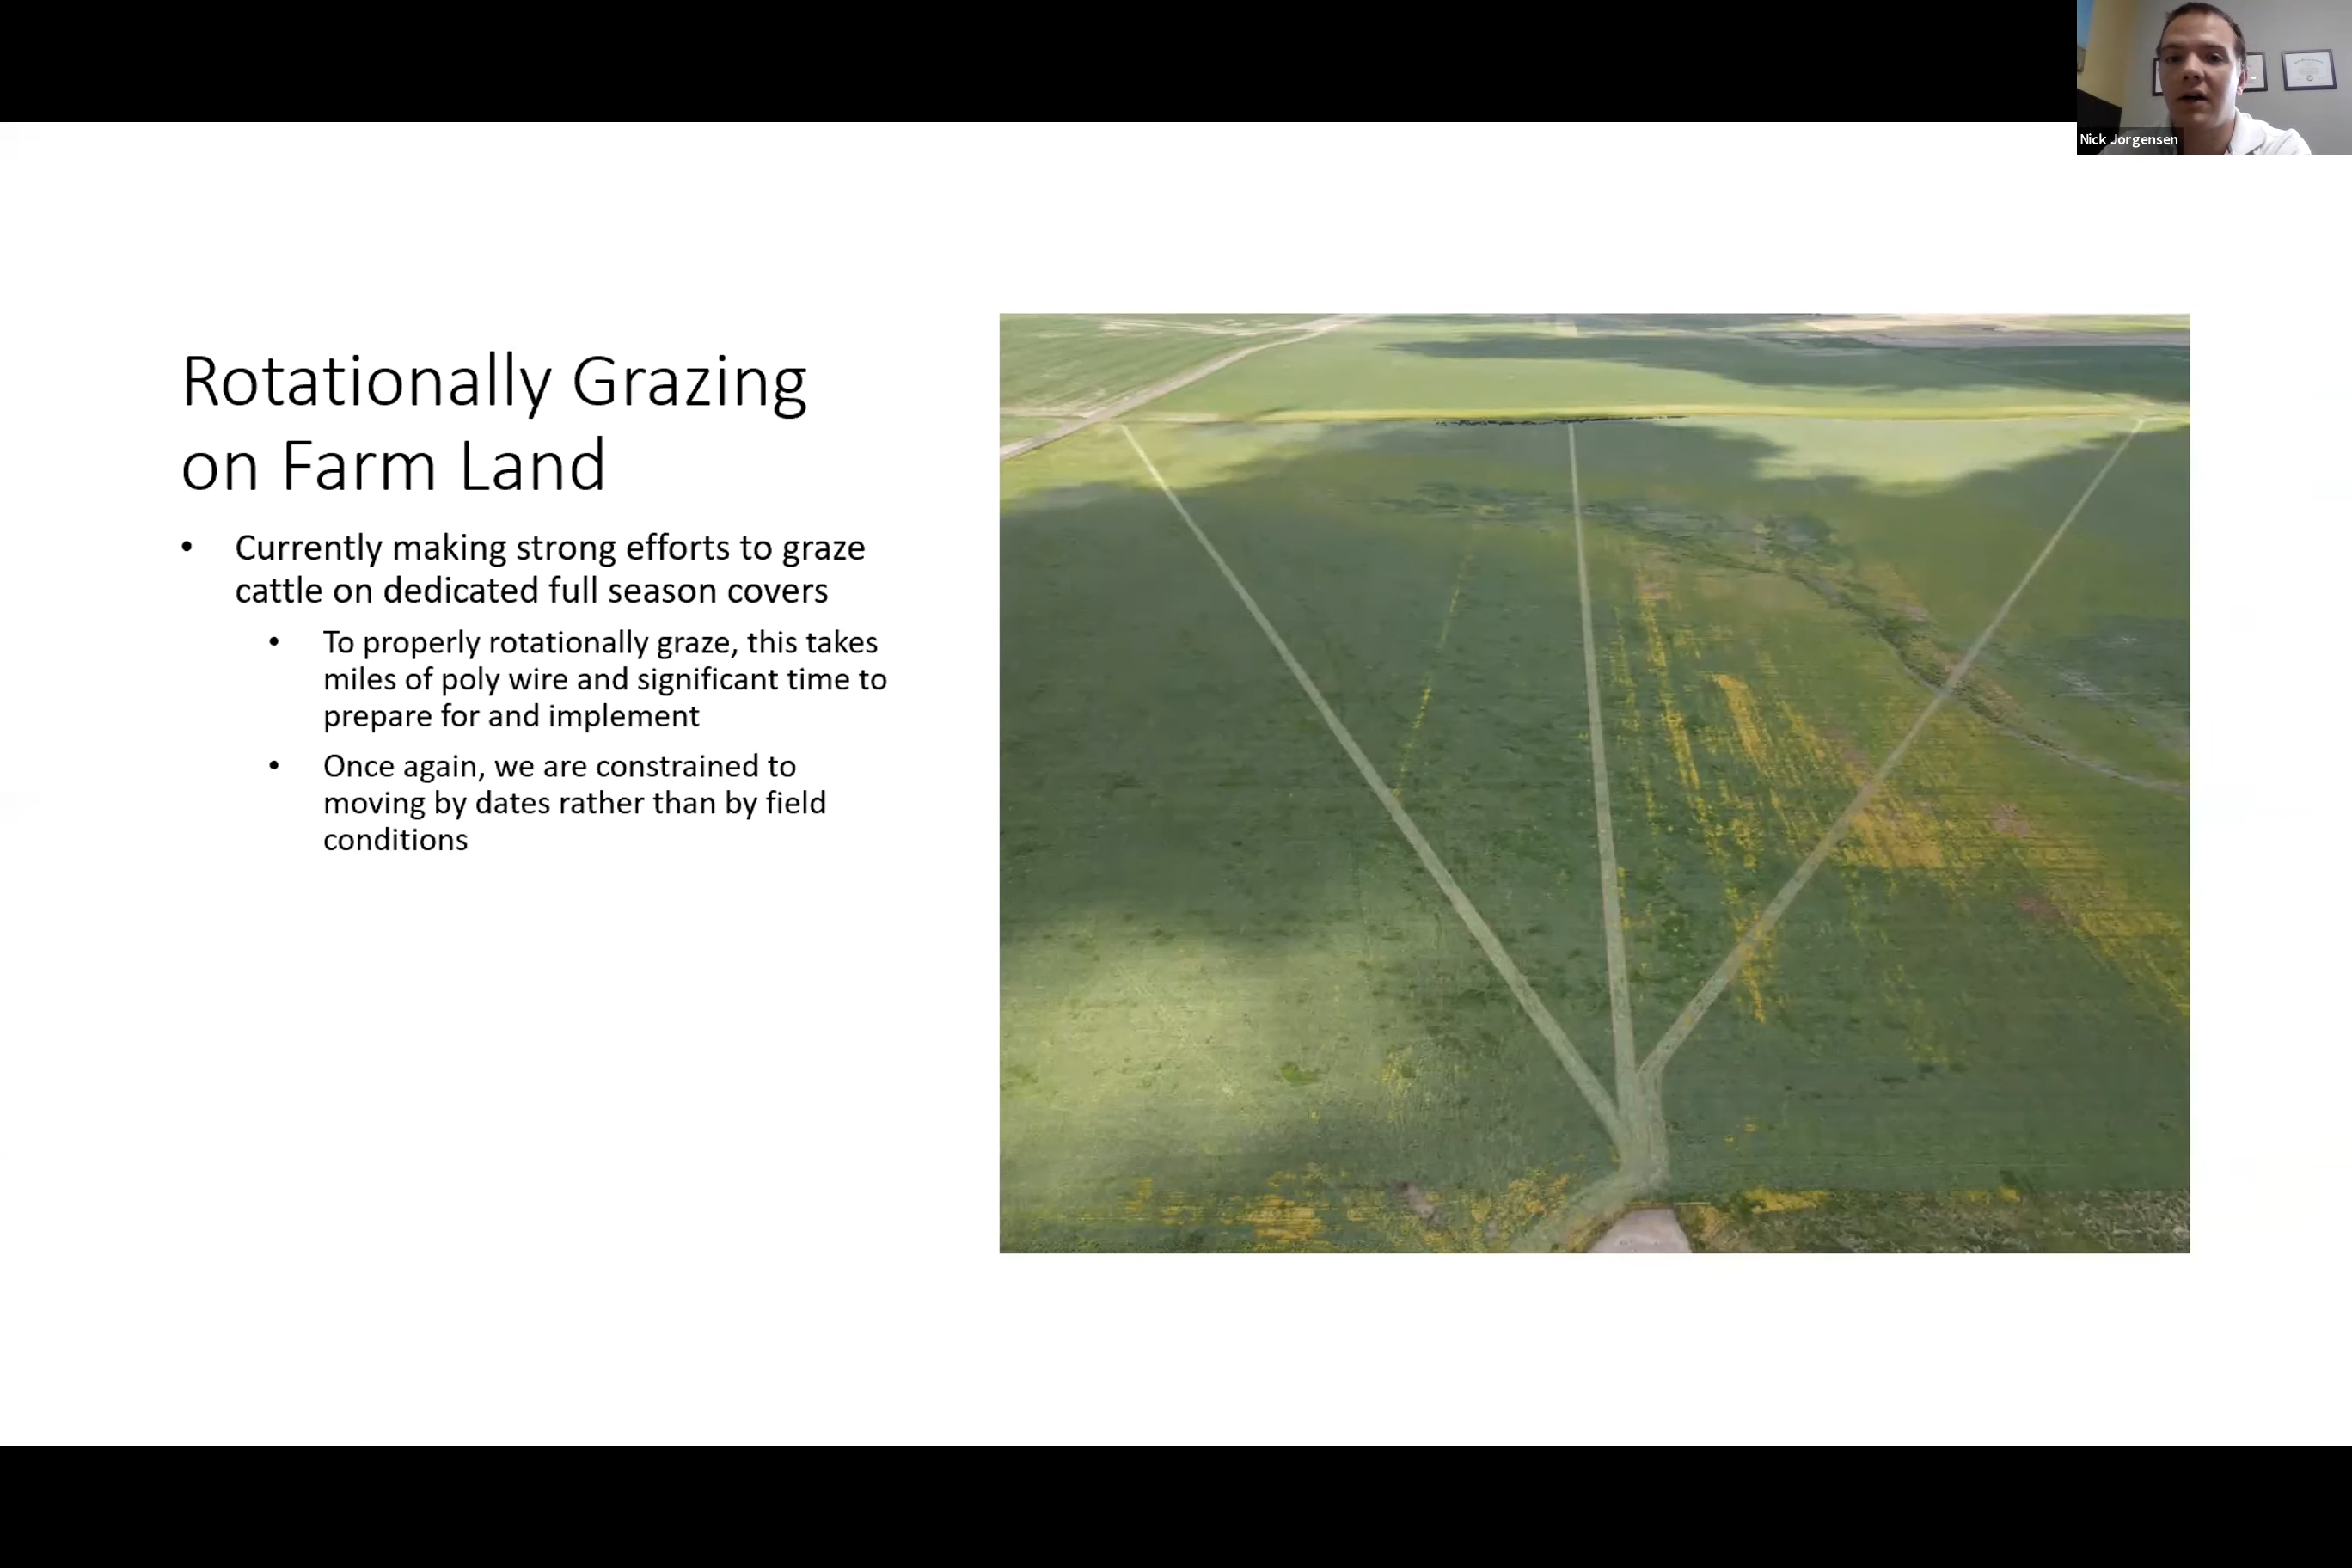 Nick Jorgensen
Rotationally Grazing
on Farm Land
• Currently making strong efforts to graze
cattle on dedicated full season covers
• To properly rotationally graze, this takes
miles of poly wire and significant time to
prepare for and implement
• Once again, we are constrained to
moving by dates rather than by field
conditions